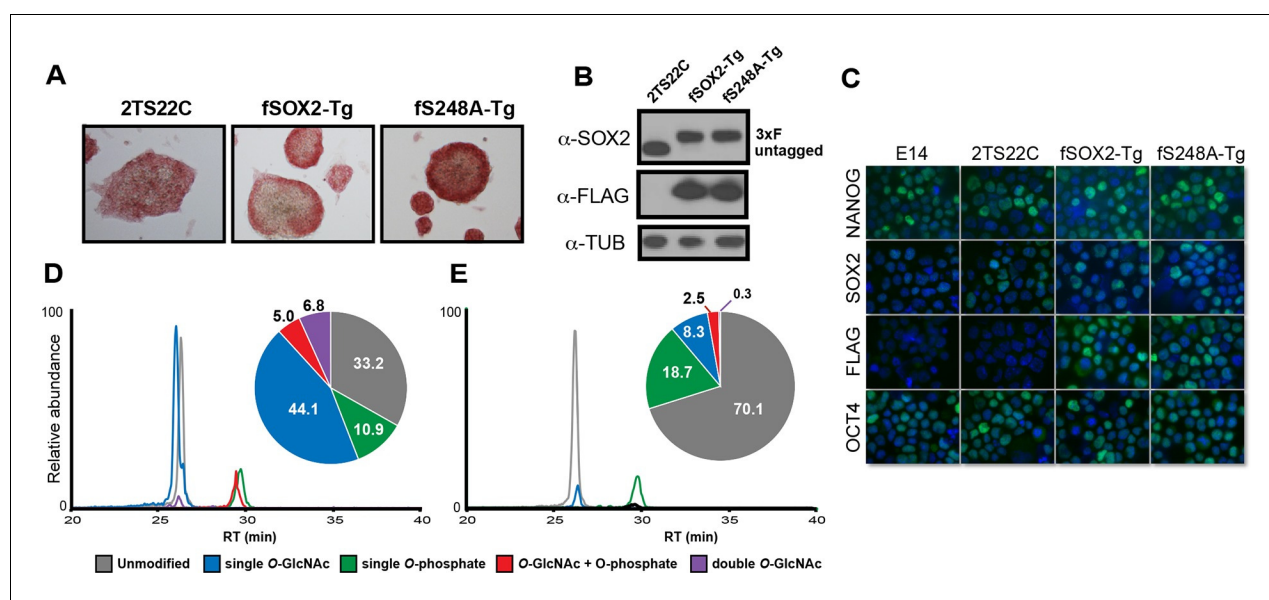 A
2TS22C
fSOX2-Tg
fS248A-Tg
B
2TS22C
fSOX2-Tg
fS248A-Tg
α-SOX2
3xF
untagged
α-FLAG
α-TUB
C
E14
2TS22C
fSOX2-Tg
fS248A-Tg
NANOG
SOX2
FLAG
OCT4
D
100
Relative abundance
0
20
25
30
35
40
RT (min)
5.0
6.8
33.2
44.1
10.9
E
100
0
20
25
30
35
40
RT (min)
2.5
0.3
8.3
18.7
70.1
Unmodified
single O-GlcNAc
single O-phosphate
O-GlcNAc + O-phosphate
double O-GlcNAc